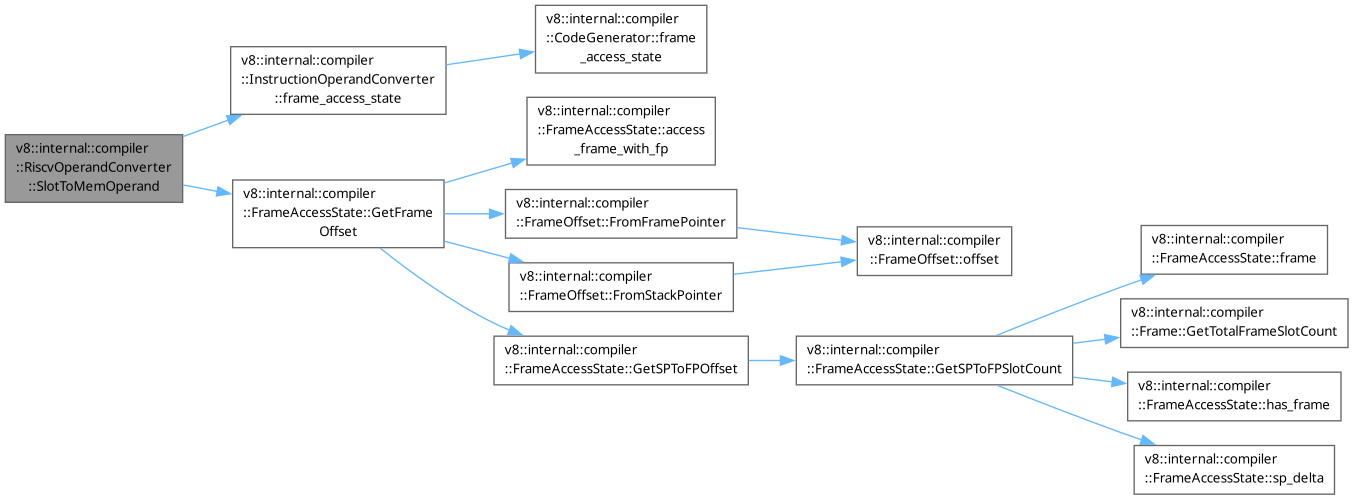 v8::internal::compiler
::RiscvOperandConverter
::SlotToMemOperand
v8::internal::compiler
::InstructionOperandConverter
::frame_access_state
v8::internal::compiler
::CodeGenerator::frame
_access_state
v8::internal::compiler
::FrameAccessState::GetFrame
Offset
v8::internal::compiler
::FrameAccessState::access
_frame_with_fp
v8::internal::compiler
::FrameOffset::FromFramePointer
v8::internal::compiler
::FrameOffset::offset
v8::internal::compiler
::FrameOffset::FromStackPointer
v8::internal::compiler
::FrameAccessState::GetSPToFPOffset
v8::internal::compiler
::FrameAccessState::GetSPToFPSlotCount
v8::internal::compiler
::FrameAccessState::frame
v8::internal::compiler
::Frame::GetTotalFrameSlotCount
v8::internal::compiler
::FrameAccessState::has_frame
v8::internal::compiler
::FrameAccessState::sp_delta